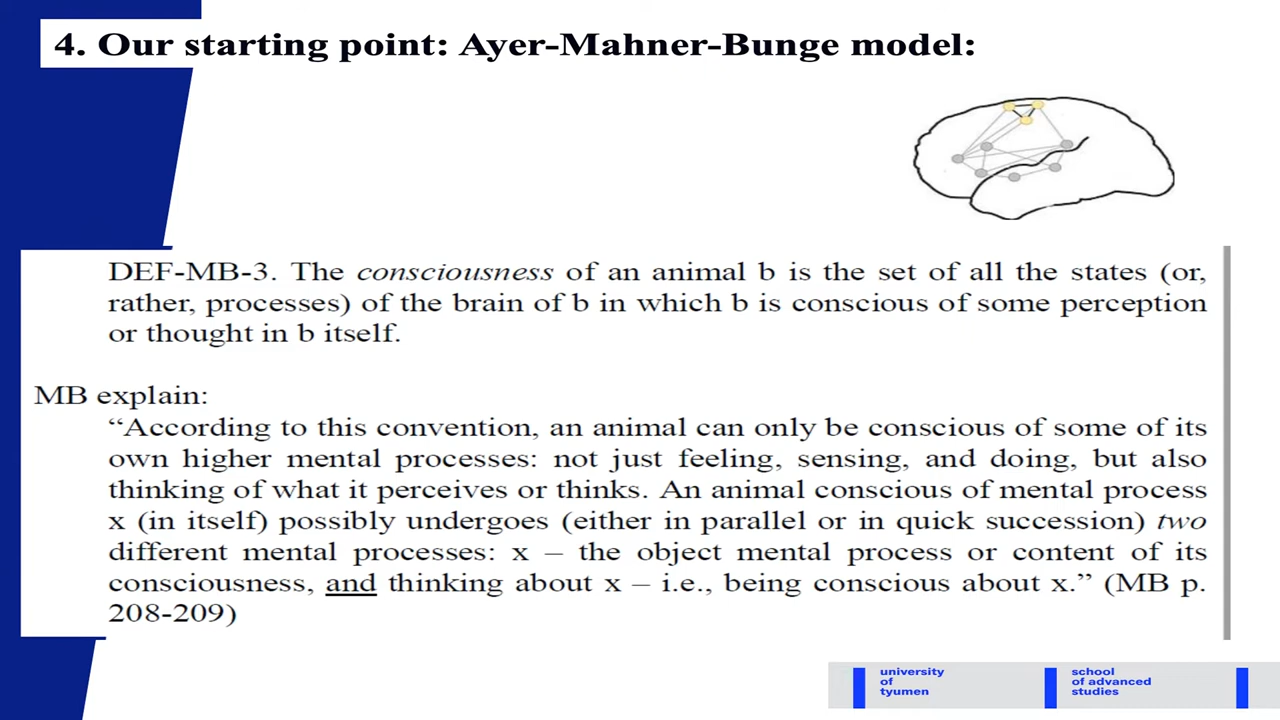 4. Our starting point: Ayer-Mahner-Bunge model:
DEF-MB-3. The consciousness of an animal b is the set of all the states (or,
rather, processes) of the brain of b in which b is conscious of some perception
or thought in b itself.
MB explain:
“According to this convention, an animal can only be conscious of some of its
own higher mental processes: not just feeling, sensing, and doing, but also
thinking of what it perceives or thinks. An animal conscious of mental process
x (in itself) possibly undergoes (either in parallel or in quick succession) two
different mental processes: x – the object mental process or content of its
consciousness, and thinking about x – i.e., being conscious about x.” (MB p.
208-209)
university
of
tyumen
school
of advanced
studies